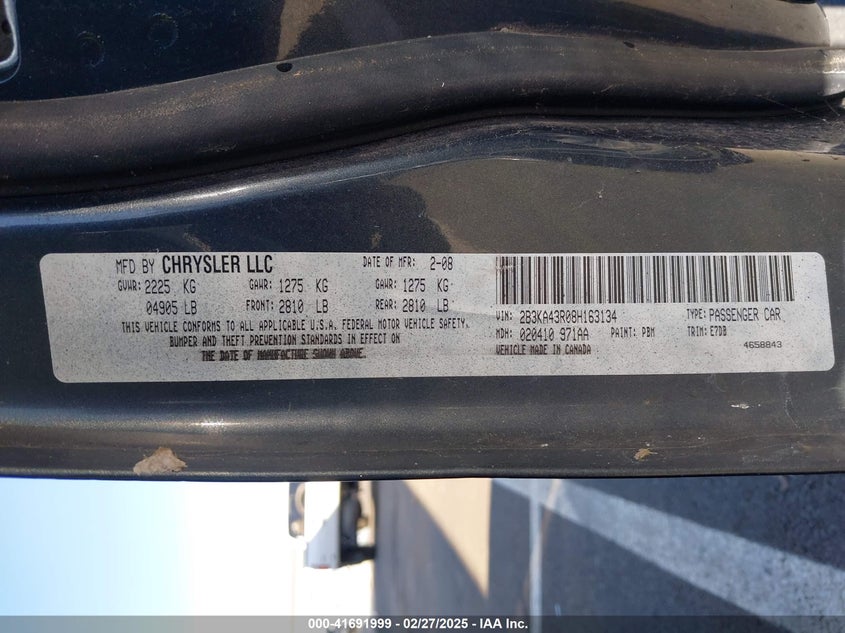 MFD BY CHRYSLER LLC DATE OF MFR: 2-08
GVWR: 2225 KG GAWR: 1275 KG GAWR: 1275 KG
04905 LB FRONT: 2810 LB REAR: 2810 LB
THIS VEHICLE CONFORMS TO ALL APPLICABLE U.S.A. FEDERAL MOTOR VEHICLE SAFETY,
BUMPER AND THEFT PREVENTION STANDARDS IN EFFECT ON
THE DATE OF MANUFACTURE SHOWN ABOVE.
VIN: 2B3KA43R08H163134 TYPE: PASSENGER CAR
MDH: 020410 971AA PAINT: PBM TRIM: E7DB
VEHICLE MADE IN CANADA 4658843
000-41691999 — 02/27/2025 — IAA Inc.